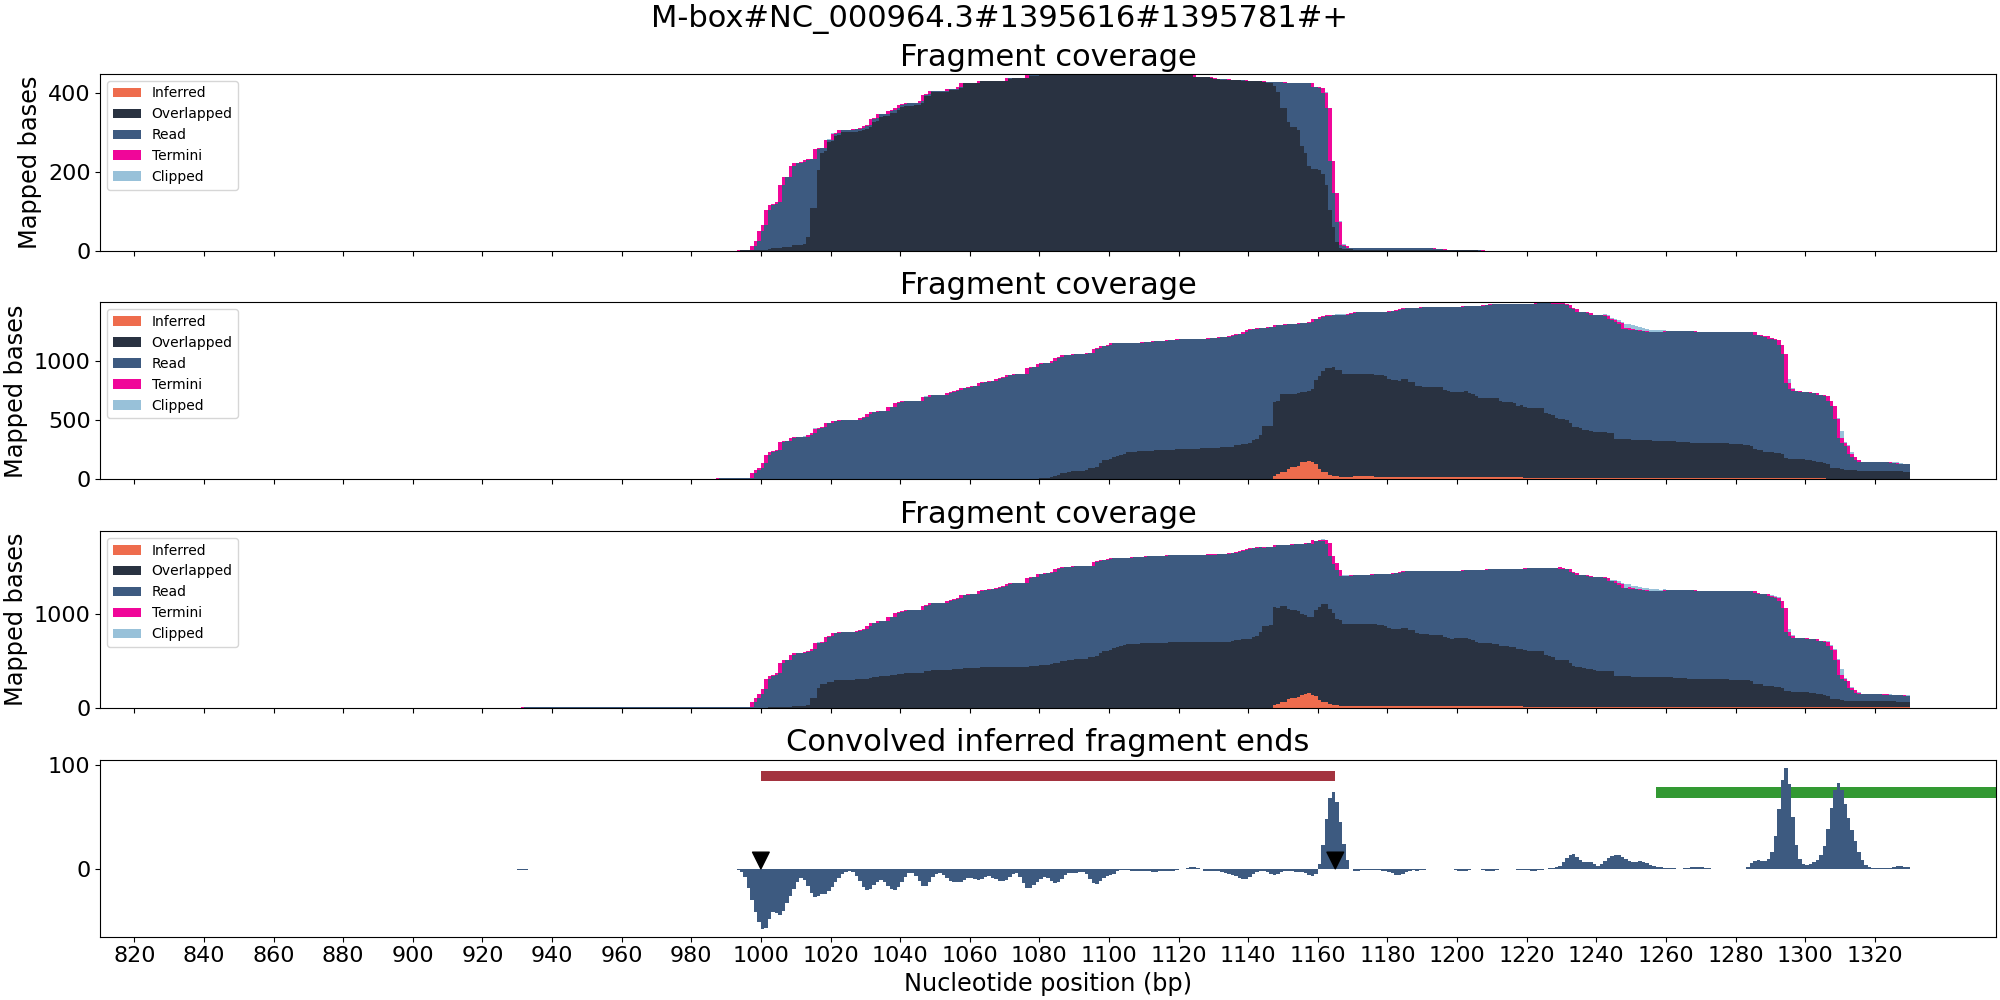 M-box#NC_000964.3#1395616#1395781#+
Fragment coverage
Mapped bases
400
200
0
Inferred
Overlapped
Read
Termini
Clipped
Fragment coverage
Mapped bases
1000
500
0
Inferred
Overlapped
Read
Termini
Clipped
Fragment coverage
Mapped bases
1000
0
Inferred
Overlapped
Read
Termini
Clipped
Convolved inferred fragment ends
100
0
820 840 860 880 900 920 940 960 980 1000 1020 1040 1060 1080 1100 1120 1140 1160 1180 1200 1220 1240 1260 1280 1300 1320
Nucleotide position (bp)